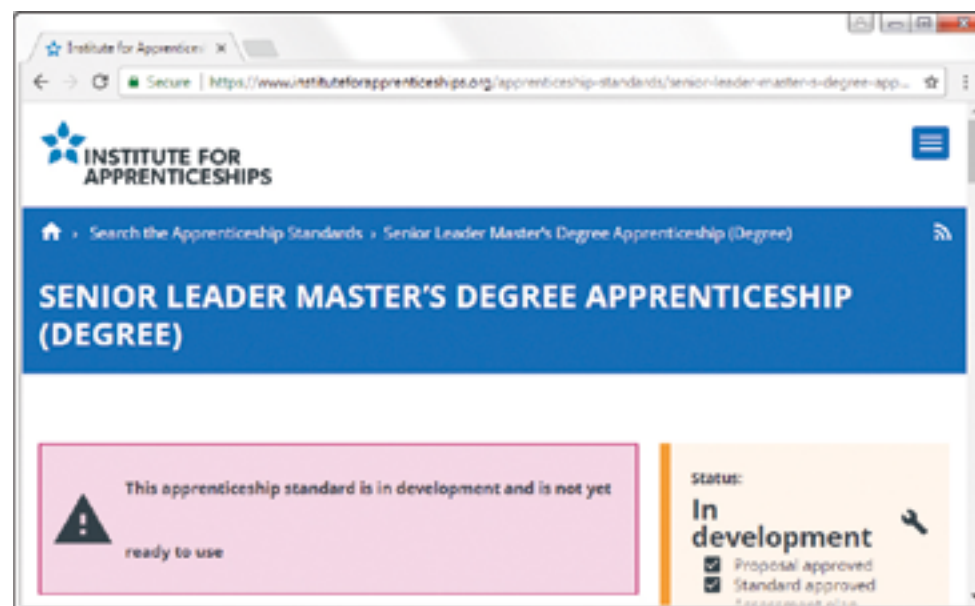 Institute for Apprentices
Secure | https://www.instituteforapprenticeships.org/apprenticeship-standards/senior-leader-master-s-degree-app...
INSTITUTE FOR
APPRENTICESHIPS
Search the Apprenticeship Standards › Senior Leader Master's Degree Apprenticeship (Degree)
SENIOR LEADER MASTER'S DEGREE APPRENTICESHIP
(DEGREE)
This apprenticeship standard is in development and is not yet
ready to use
Status:
In
development
Proposal approved
Standard approved
Assessment plan